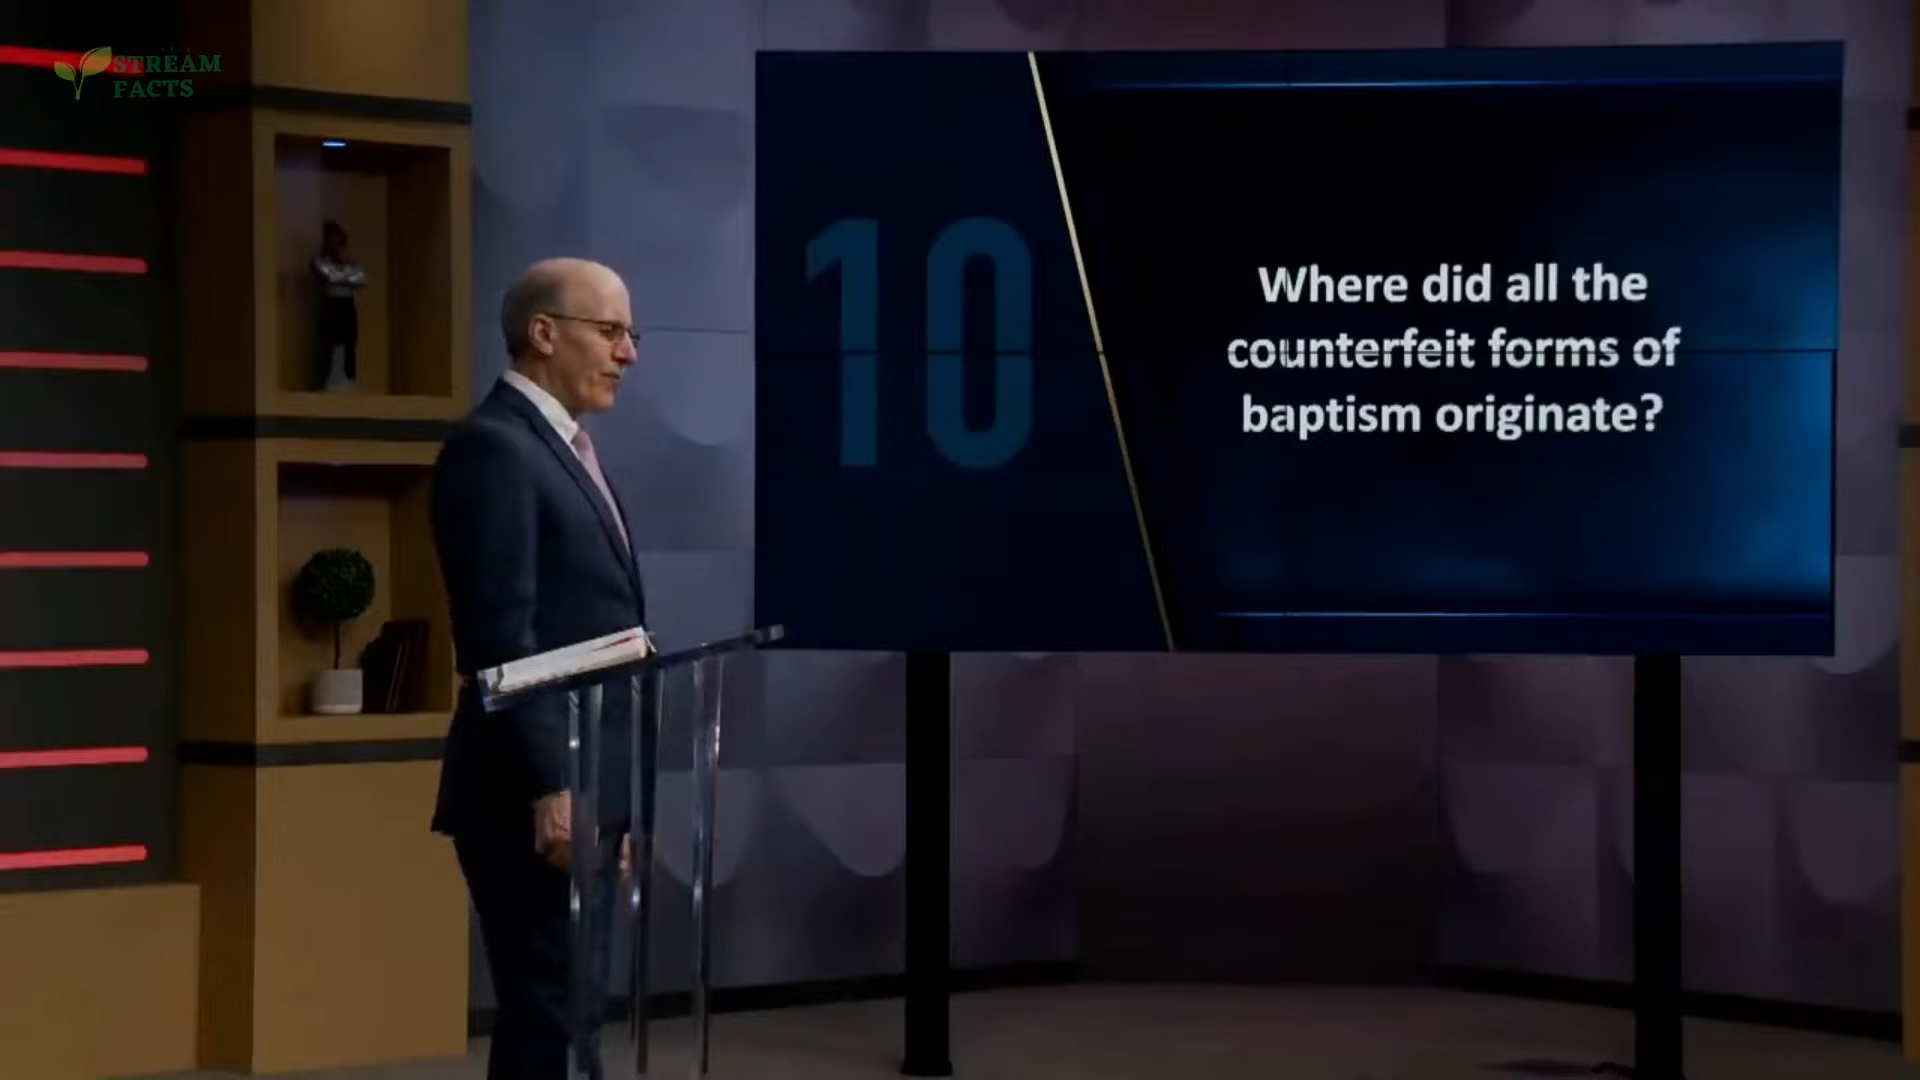 STREAM
FACTS
10
Where did all the
counterfeit forms of
baptism originate?